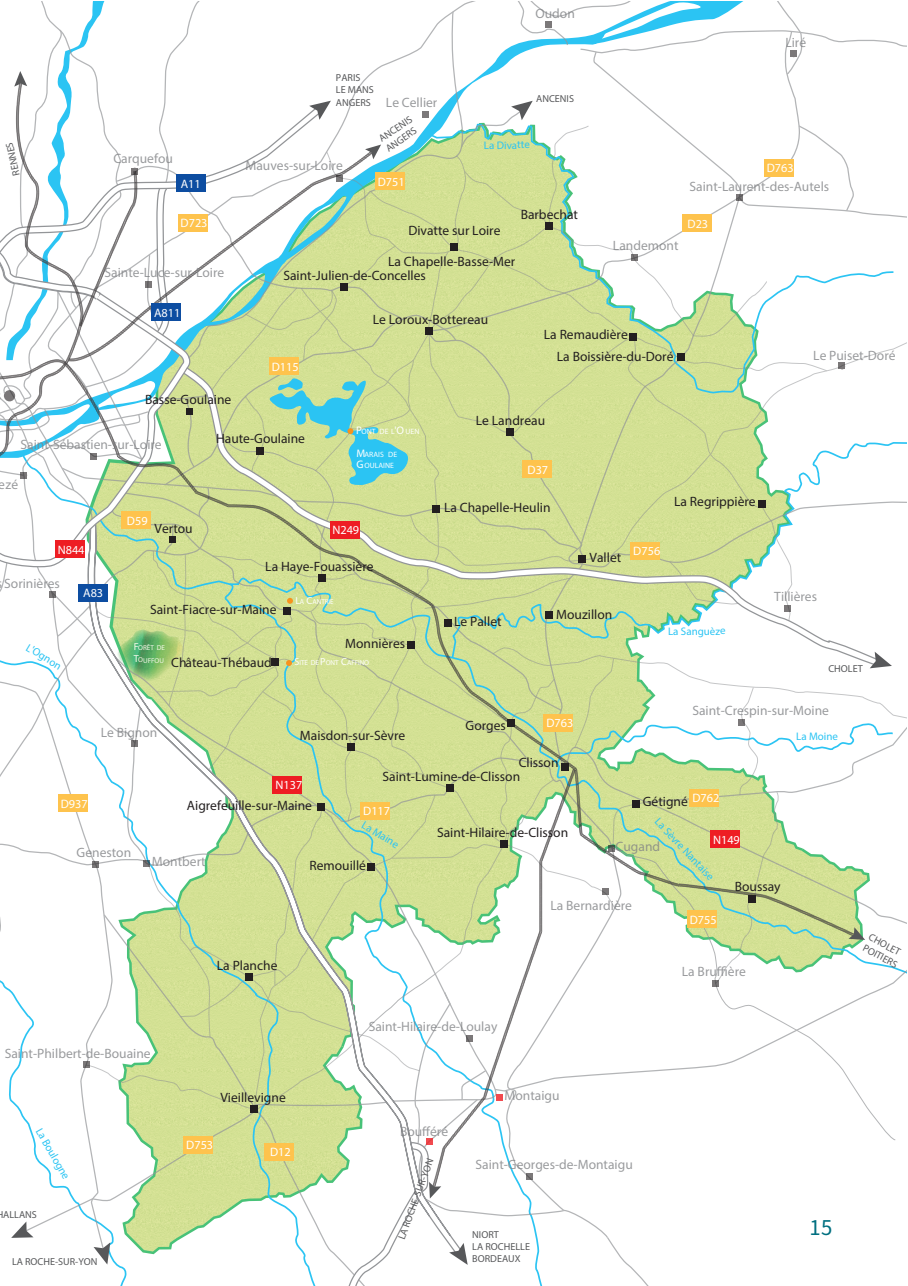 Oudon
Liré
PARIS
LE MANS
ANGERS
Le Cellier
ANCENIS
ANCENIS
ANGERS
RENNES
La Divatte
Carquefou
Mauves-sur-Loire
D763
A11
D751
Saint-Laurent-des-Autels
D723
Barbechat
D23
Divatte sur Loire
Landemont
La Chapelle-Basse-Mer
Sainte-Luce-sur-Loire
Saint-Julien-de-Concelles
A811
Le Loroux-Bottereau
La Remaudière
La Boissière-du-Doré
Le Puiset-Doré
D115
Basse-Goulaine
Le Landreau
Pont de l'Ouen
Haute-Goulaine
Saint-Sébastien-sur-Loire
Marais de
Goulaine
D37
ezé
La Regrippière
La Chapelle-Heulin
D59
Vertou
N249
N844
D756
Vallet
La Haye-Fouassière
Sorinières
A83
Tillières
La Cantrie
Saint-Fiacre-sur-Maine
Mouzillon
Le Pallet
La Sanguèze
Forêt de
Touffou
Monnières
L'Ognon
Château-Thébaud
Site de Pont Caffino
CHOLET
Saint-Crespin-sur-Moine
Gorges
D763
Le Bignon
Maisdon-sur-Sèvre
La Moine
Clisson
Saint-Lumine-de-Clisson
N137
D937
Aigrefeuille-sur-Maine
D117
Gétigné
D762
La Maine
Saint-Hilaire-de-Clisson
La Sèvre Nantaise
N149
Cugand
Geneston
Montbert
Remouillé
Boussay
La Bernardière
D755
CHOLET
POITIERS
La Planche
La Bruffière
Saint-Hilaire-de-Loulay
Saint-Philbert-de-Bouaine
Vieillevigne
Montaigu
Boufféré
La Boulogne
D753
D12
Saint-Georges-de-Montaigu
LA ROCHE-SUR-YON
HALLANS
NIORT
LA ROCHELLE
BORDEAUX
LA ROCHE-SUR-YON
15